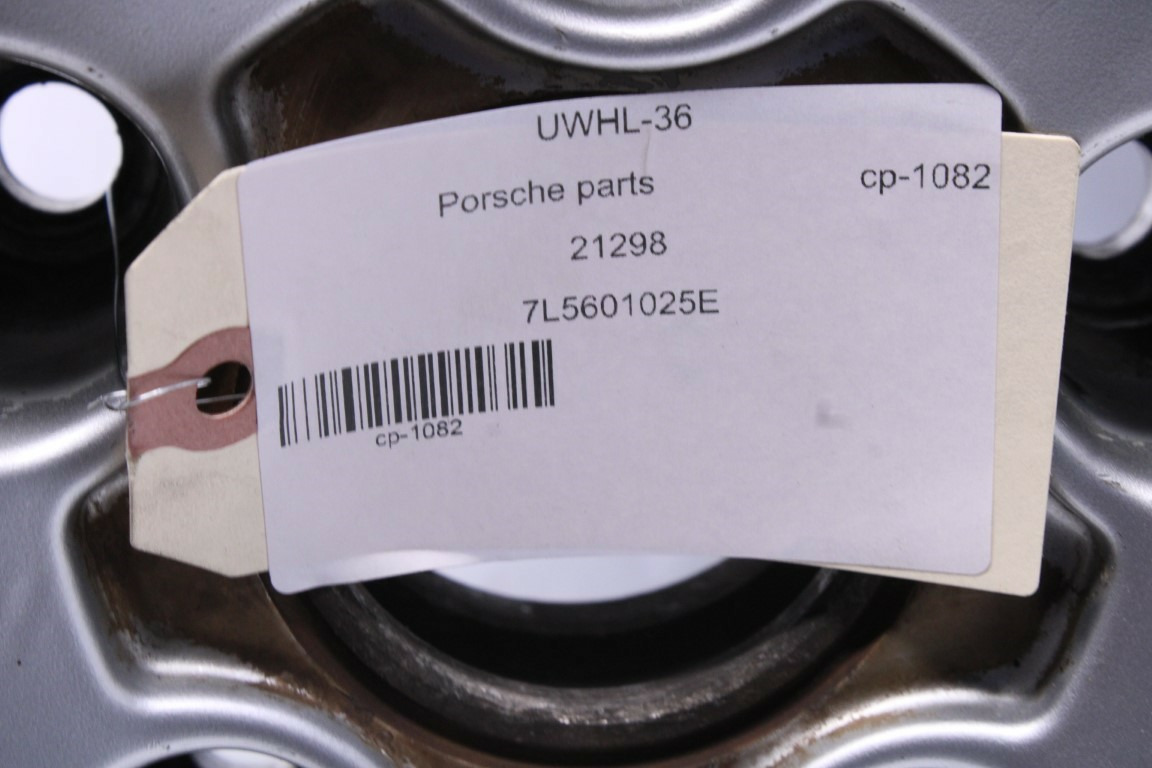 UWHL-36
Porsche parts
cp-1082
21298
7L5601025E
cp-1082